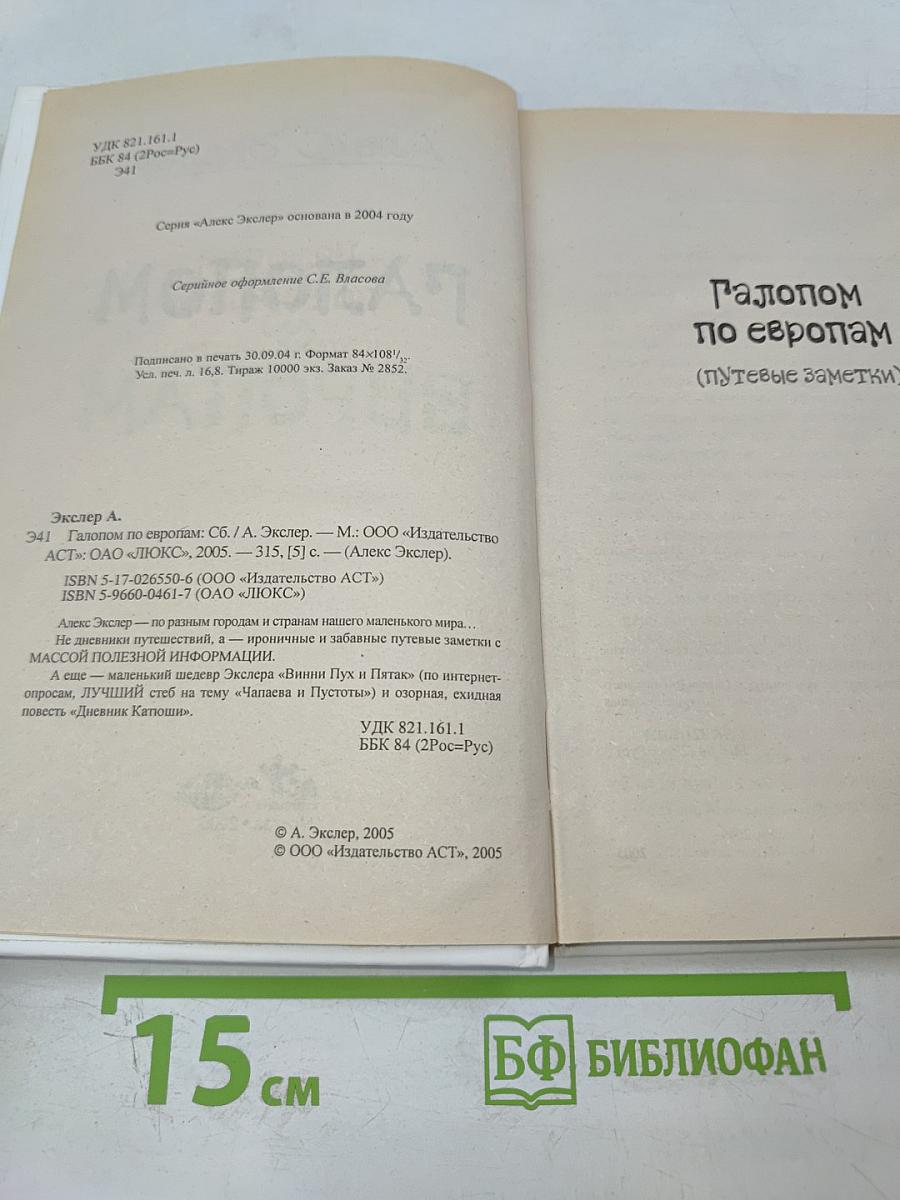 УДК 821.161.1
ББК 84 (2Рос=Рус)
Э41
Серия «Алекс Экслер» основана в 2004 году
Серийное оформление С.Е. Власова
Подписано в печать 30.09.04 г. Формат 84×108¹/₃₂.
Усл. печ. л. 16,8. Тираж 10000 экз. Заказ № 2852.
Экслер А.
Э41 Галопом по европам: Сб. / А. Экслер. — М.: ООО «Издательство
АСТ»: ОАО «ЛЮКС», 2005. — 315, [5] с. — (Алекс Экслер).
ISBN 5-17-026550-6 (ООО «Издательство АСТ»)
ISBN 5-9660-0461-7 (ОАО «ЛЮКС»)
Алекс Экслер — по разным городам и странам нашего маленького мира…
Не дневники путешествий, а — ироничные и забавные путевые заметки с
МАССОЙ ПОЛЕЗНОЙ ИНФОРМАЦИИ.
А еще — маленький шедевр Экслера «Винни Пух и Пятак» (по интернет-
опросам, ЛУЧШИЙ стеб на тему «Чапаева и Пустоты») и озорная, ехидная
повесть «Дневник Катюши».
УДК 821.161.1
ББК 84 (2Рос=Рус)
© А. Экслер, 2005
© ООО «Издательство АСТ», 2005
Галопом
по европам
(путевые заметки)
15 см
БФ БИБЛИОФАН